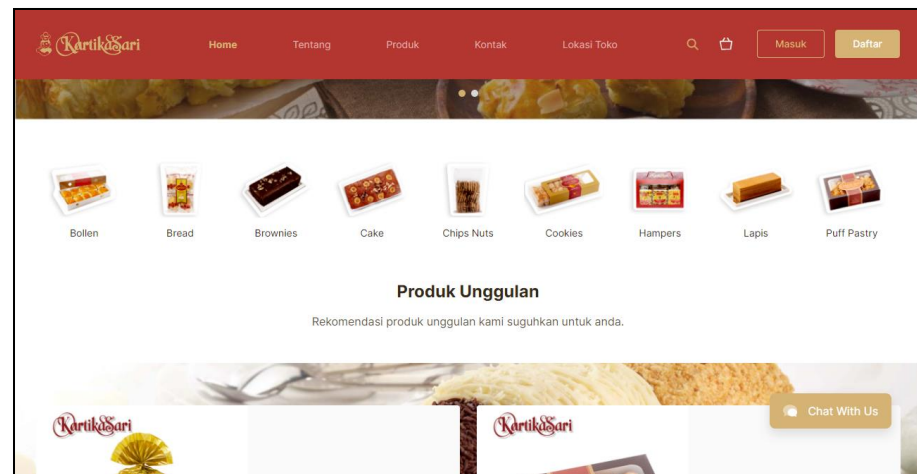 KartikaSari Home Tentang Produk Kontak Lokasi Toko Masuk Daftar
Bollen Bread Brownies Cake Chips Nuts Cookies Hampers Lapis Puff Pastry
Produk Unggulan
Rekomendasi produk unggulan kami suguhkan untuk anda.
Chat With Us
KartikaSari KartikaSari